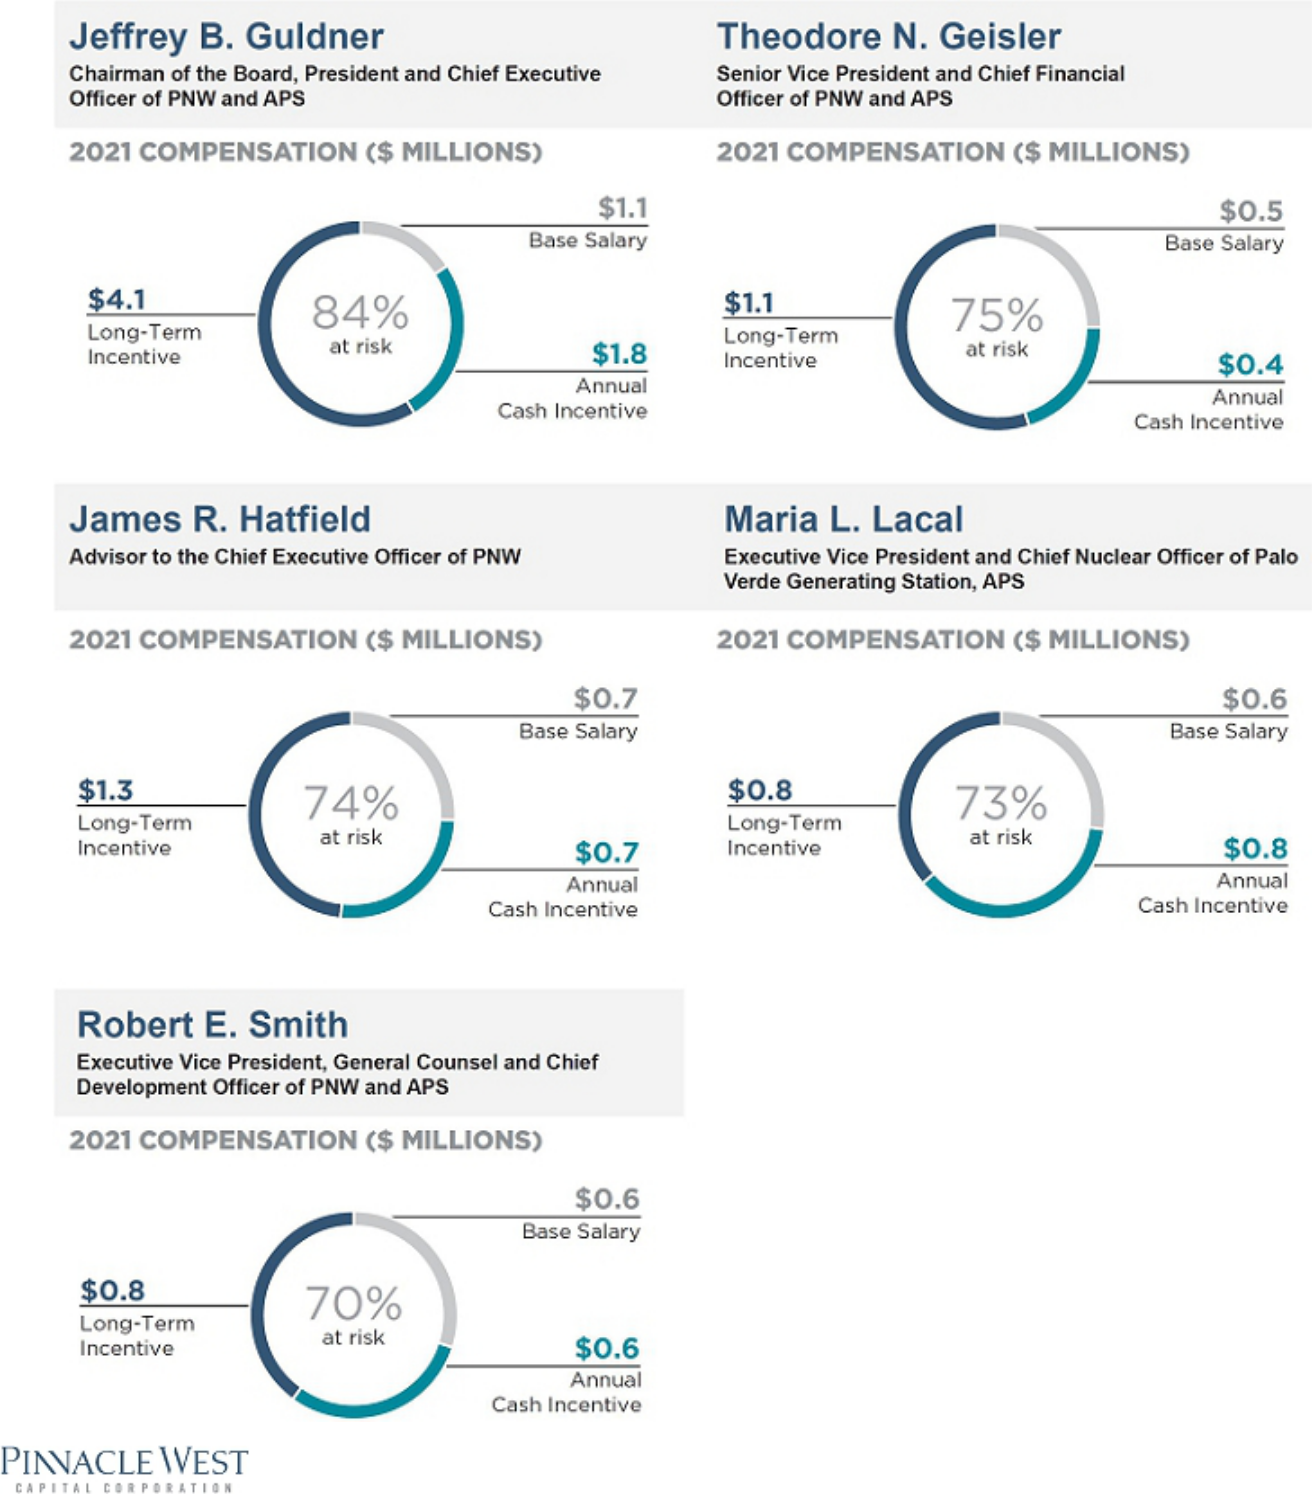 Jeffrey B. Guldner
Chairman of the Board, President and Chief Executive
Officer of PNW and APS
2021 COMPENSATION ($ MILLIONS)
$1.1
Base Salary
84%
at risk
$4.1
Long-Term
Incentive
$1.8
Annual
Cash Incentive
Theodore N. Geisler
Senior Vice President and Chief Financial
Officer of PNW and APS
2021 COMPENSATION ($ MILLIONS)
$0.5
Base Salary
75%
at risk
$1.1
Long-Term
Incentive
$0.4
Annual
Cash Incentive
James R. Hatfield
Advisor to the Chief Executive Officer of PNW
2021 COMPENSATION ($ MILLIONS)
$0.7
Base Salary
74%
at risk
$1.3
Long-Term
Incentive
$0.7
Annual
Cash Incentive
Maria L. Lacal
Executive Vice President and Chief Nuclear Officer of Palo
Verde Generating Station, APS
2021 COMPENSATION ($ MILLIONS)
$0.6
Base Salary
73%
at risk
$0.8
Long-Term
Incentive
$0.8
Annual
Cash Incentive
Robert E. Smith
Executive Vice President, General Counsel and Chief
Development Officer of PNW and APS
2021 COMPENSATION ($ MILLIONS)
$0.6
Base Salary
70%
at risk
$0.8
Long-Term
Incentive
$0.6
Annual
Cash Incentive
PINNACLE WEST
CAPITAL CORPORATION